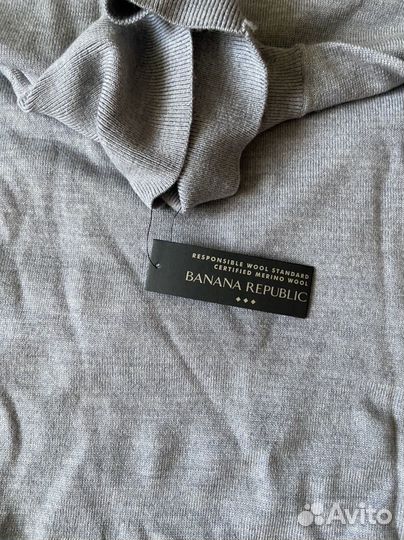 RESPONSIBLE WOOL STANDARD
CERTIFIED MERINO WOOL
BANANA REPUBLIC
Avito